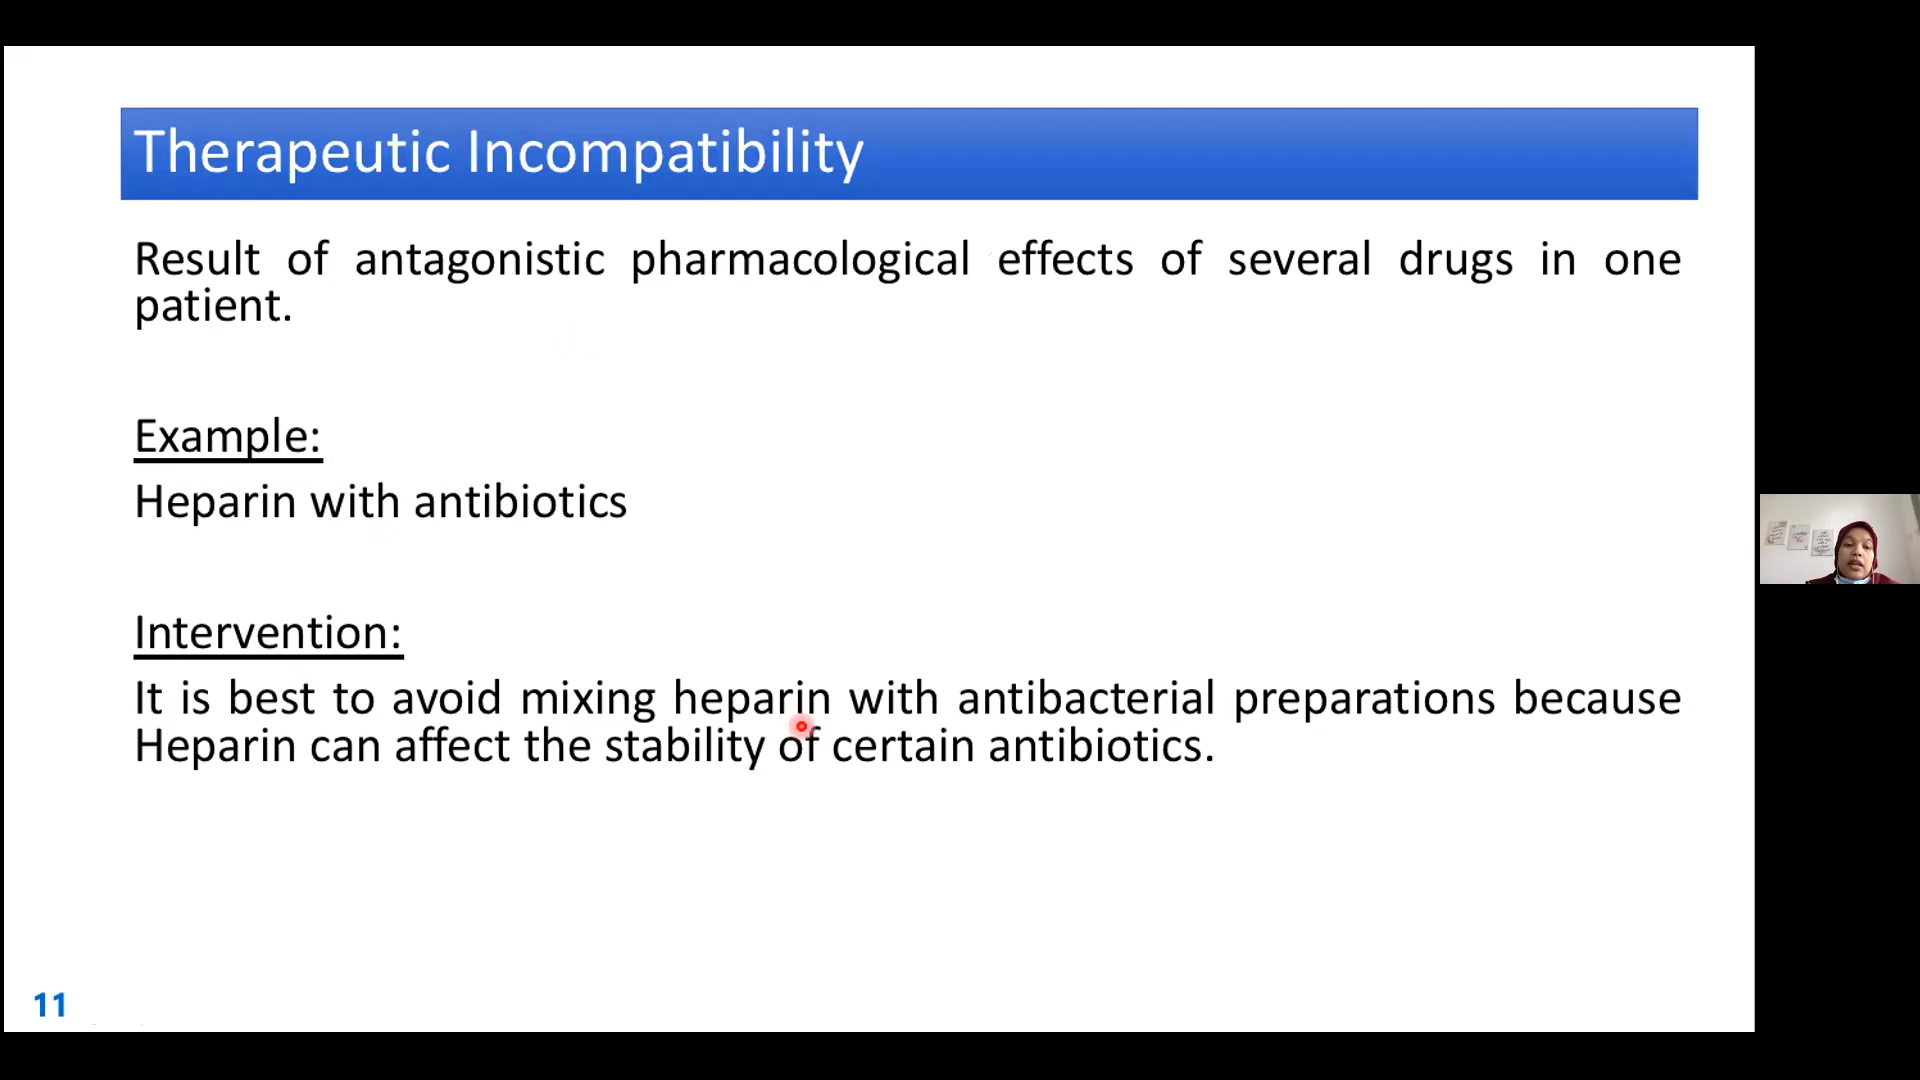 Therapeutic Incompatibility
Result of antagonistic pharmacological effects of several drugs in one
patient.
Example:
Heparin with antibiotics
Intervention:
It is best to avoid mixing heparin with antibacterial preparations because
Heparin can affect the stability of certain antibiotics.
11